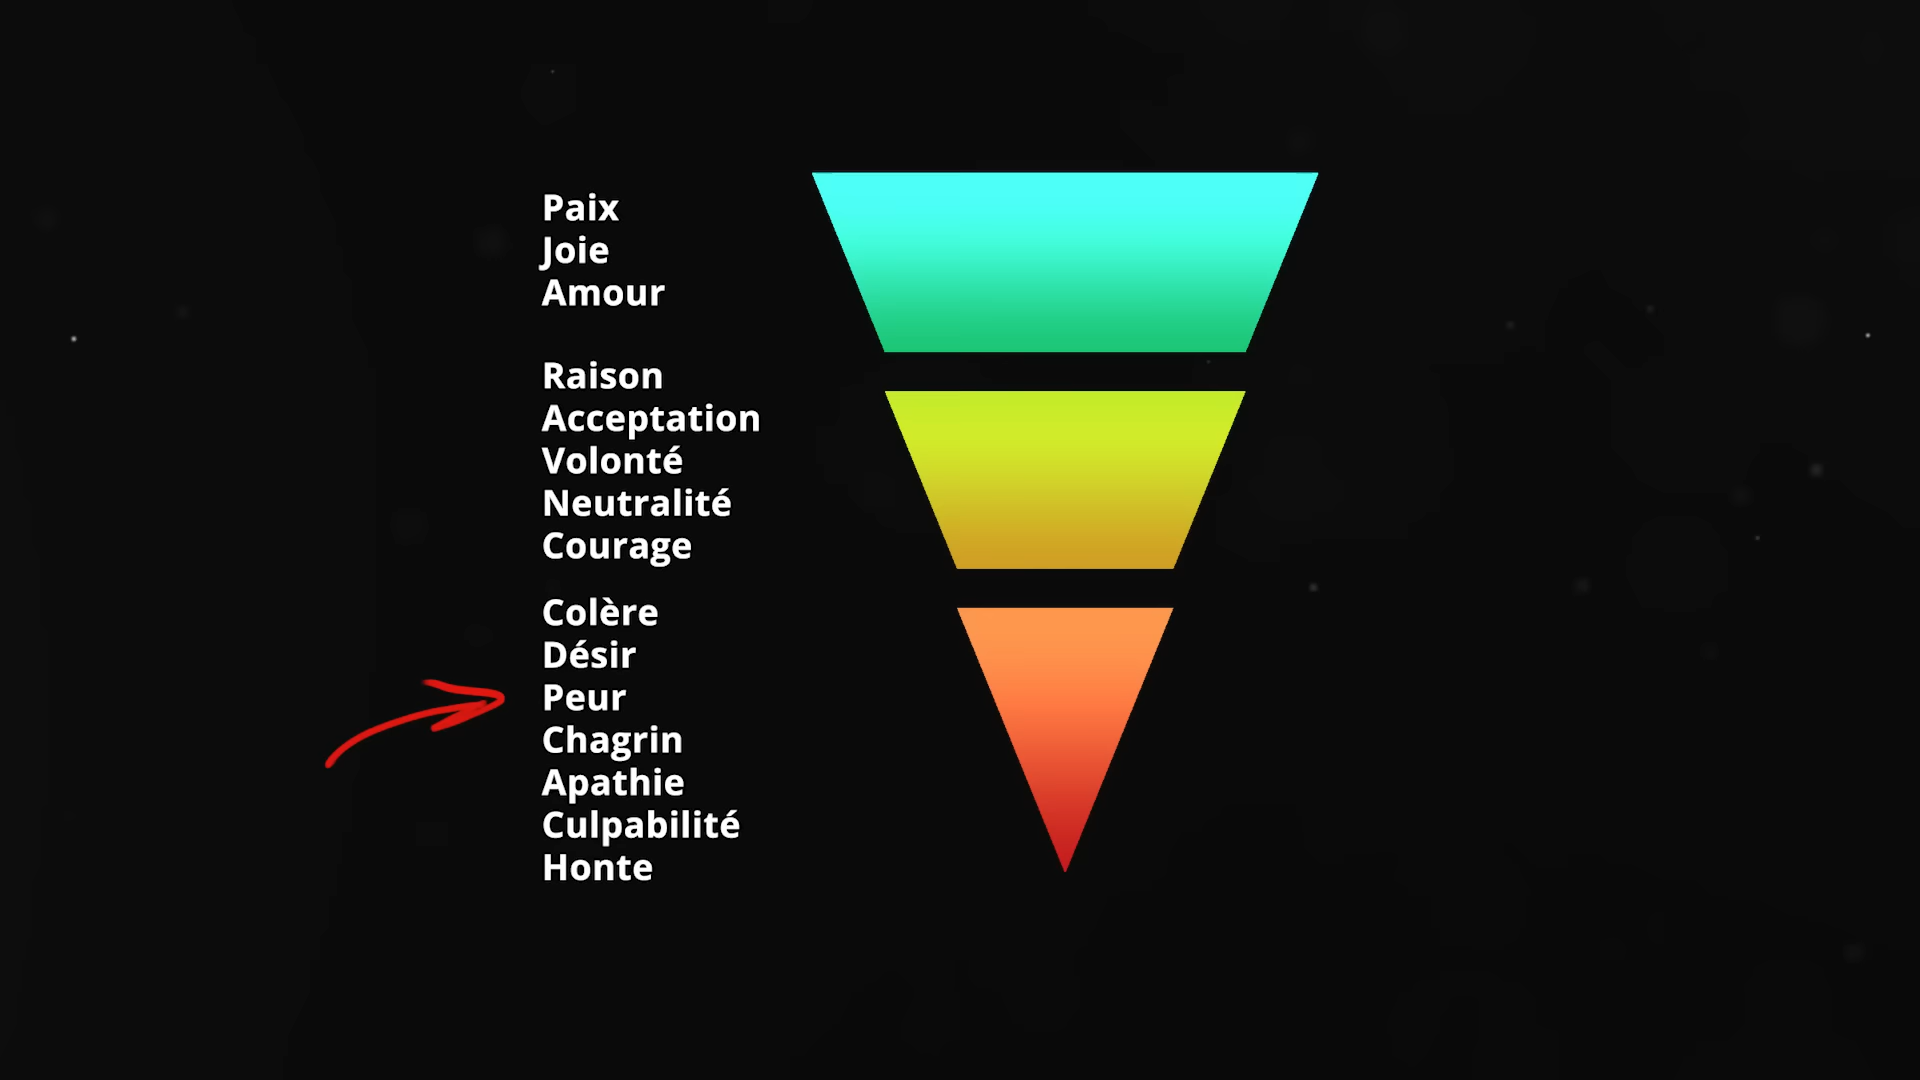 Paix
Joie
Amour
Raison
Acceptation
Volonté
Neutralité
Courage
Colère
Désir
Peur
Chagrin
Apathie
Culpabilité
Honte